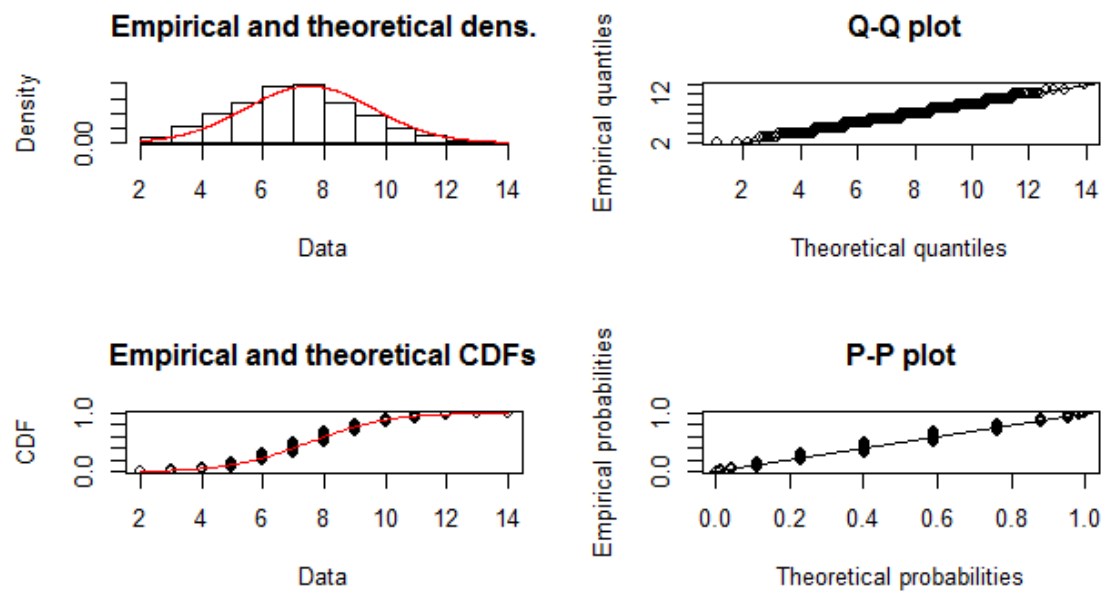 Empirical and theoretical dens.
Density
0.00
2 4 6 8 10 12 14
Data
Q-Q plot
Empirical quantiles
2 12
2 4 6 8 10 12 14
Theoretical quantiles
Empirical and theoretical CDFs
CDF
0.0 1.0
2 4 6 8 10 12 14
Data
P-P plot
Empirical probabilities
0.0 1.0
0.0 0.2 0.4 0.6 0.8 1.0
Theoretical probabilities